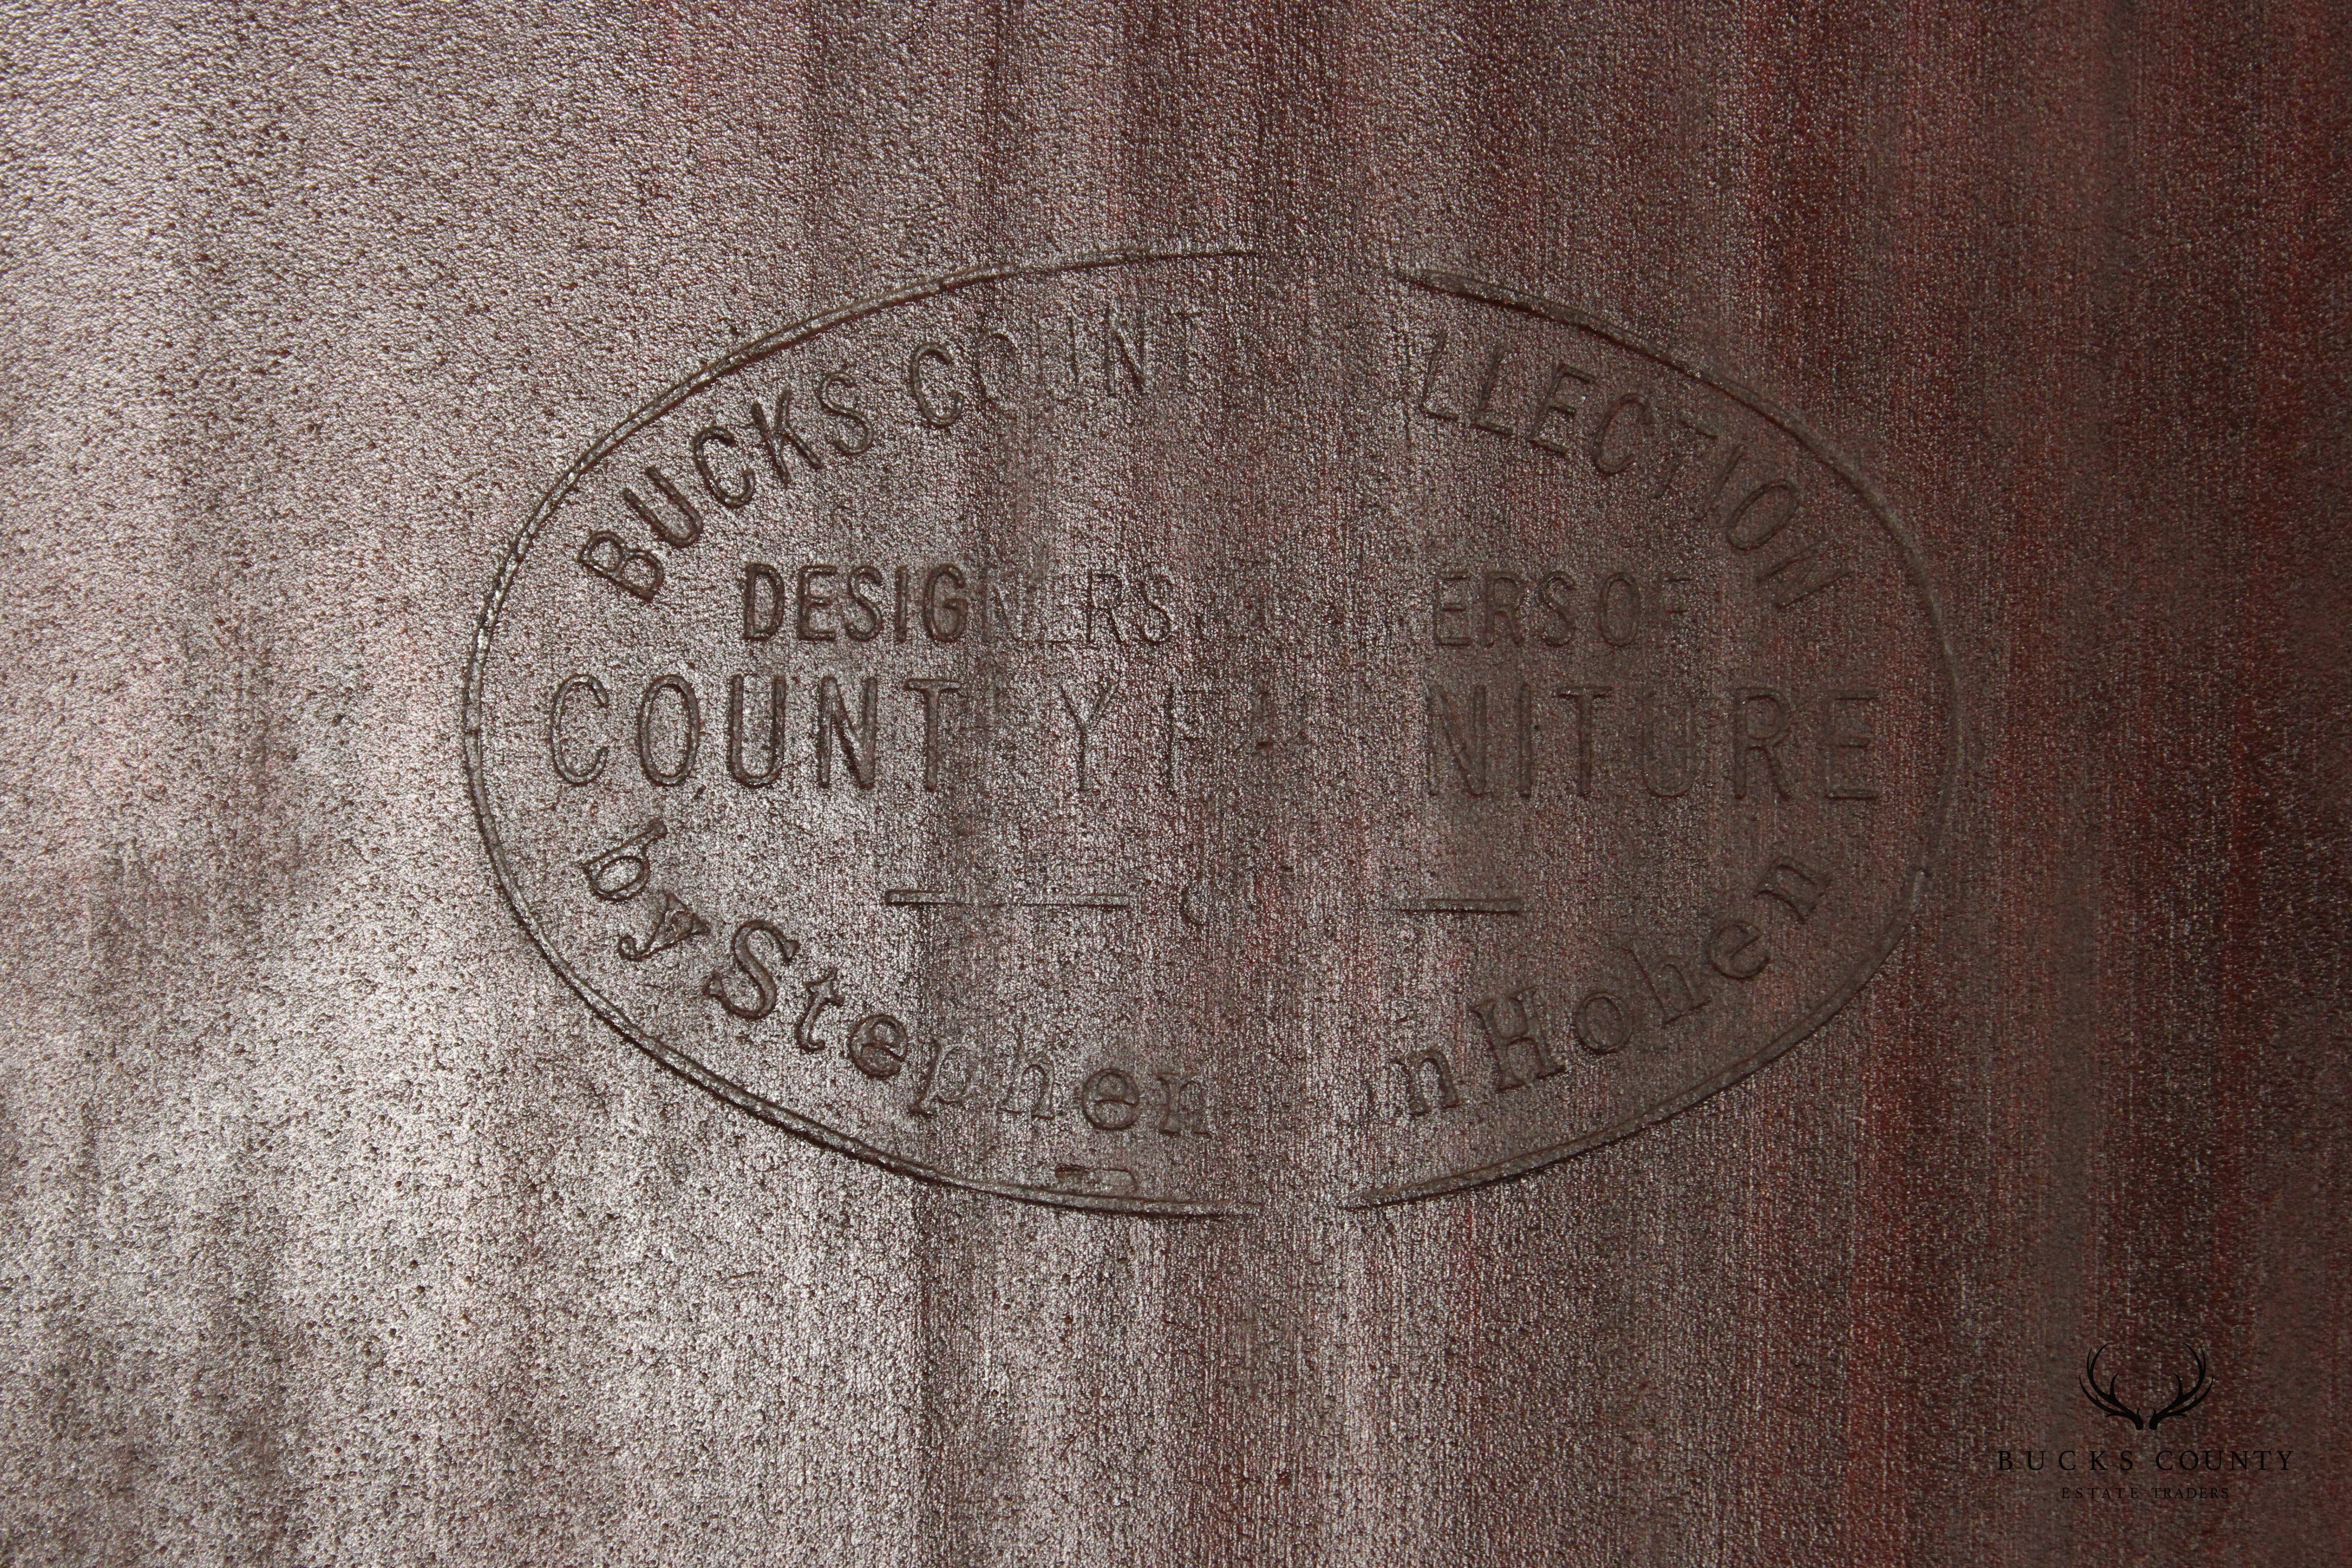 BUCKS COUNT LLECTION
DESIGNERS ERS OF
COUNT Y F NITURE
by Stephen n Hohen
BUCKS COUNTY
ESTATE TRADERS